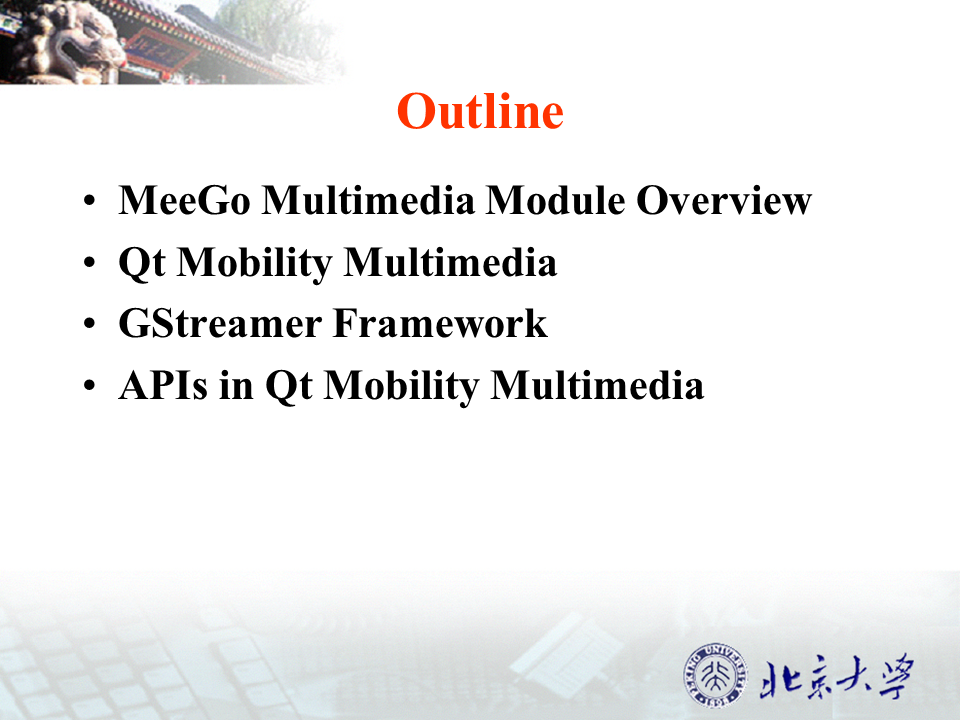 Outline
• MeeGo Multimedia Module Overview
• Qt Mobility Multimedia
• GStreamer Framework
• APIs in Qt Mobility Multimedia
PEKING UNIVERSITY
1898
北京大学